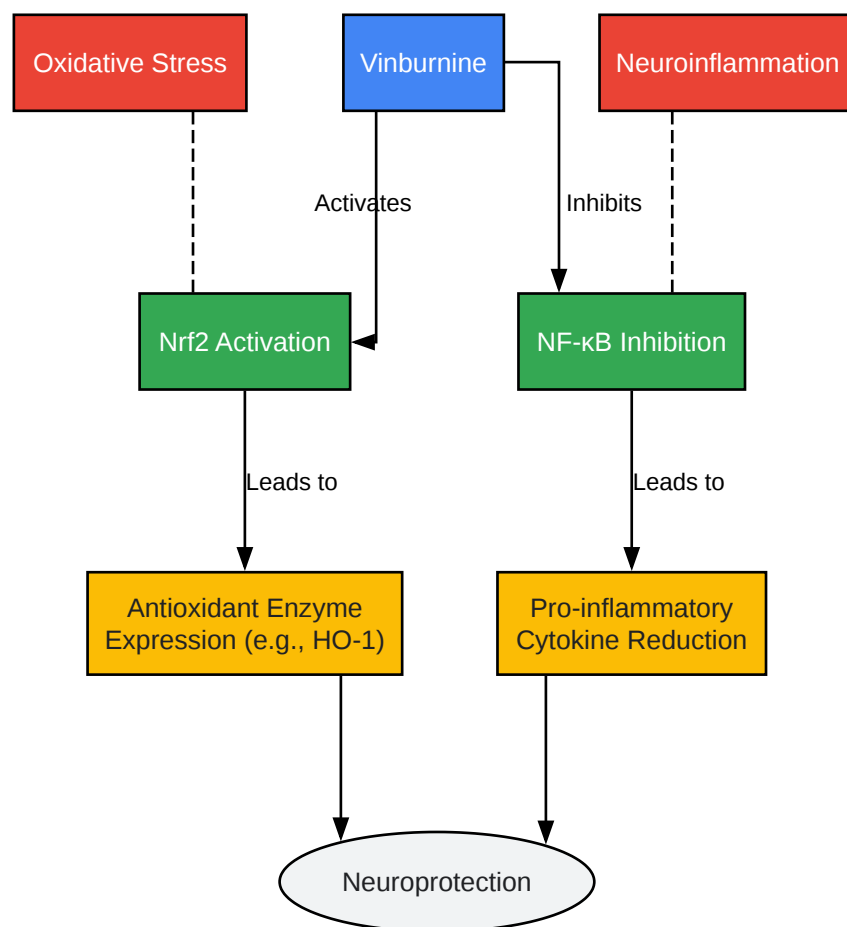 Oxidative Stress
Vinburnine
Neuroinflammation
Activates
Inhibits
Nrf2 Activation
NF-κB Inhibition
Leads to
Leads to
Antioxidant Enzyme
Expression (e.g., HO-1)
Pro-inflammatory
Cytokine Reduction
Neuroprotection